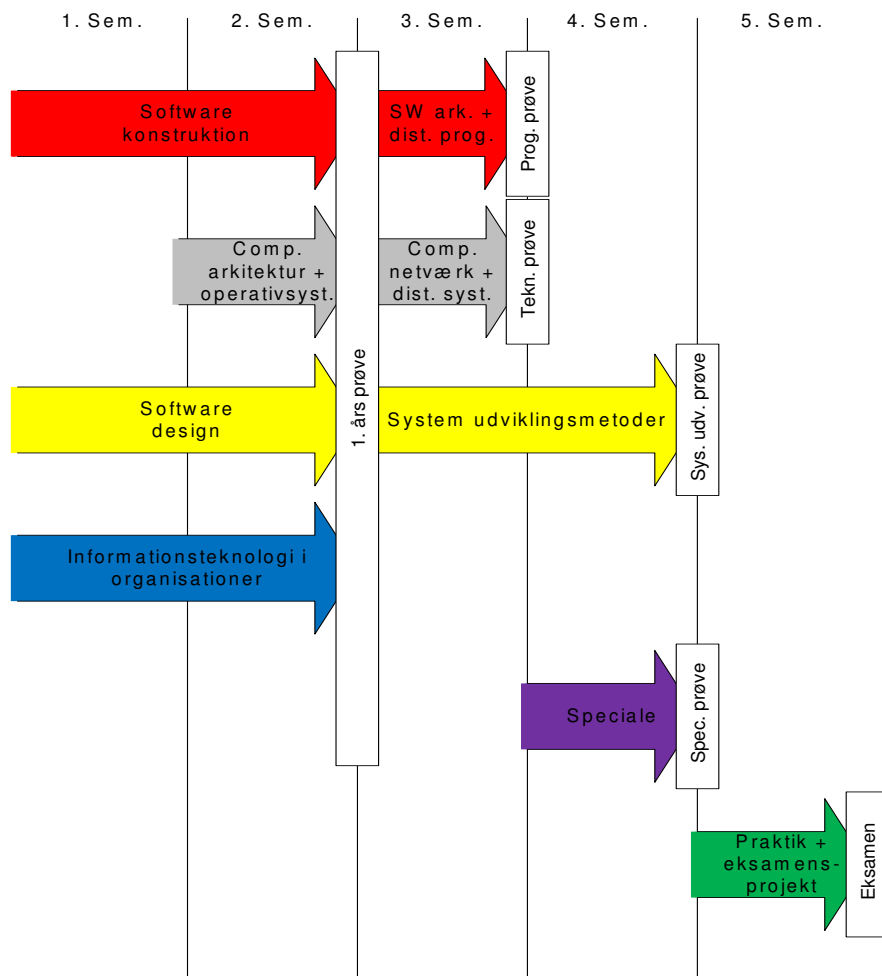 1. Sem.
2. Sem.
3. Sem.
4. Sem.
5. Sem.
Software
konstruktion
SW ark. +
dist. prog.
Prog. prøve
Comp.
arkitektur +
operativsyst.
Comp.
netværk +
dist. syst.
Tekn. prøve
1. års prøve
Software
design
System udviklingsmetoder
Sys. udv. prøve
Informationsteknologi i
organisationer
Speciale
Spec. prøve
Praktik +
eksamens-
projekt
Eksamen